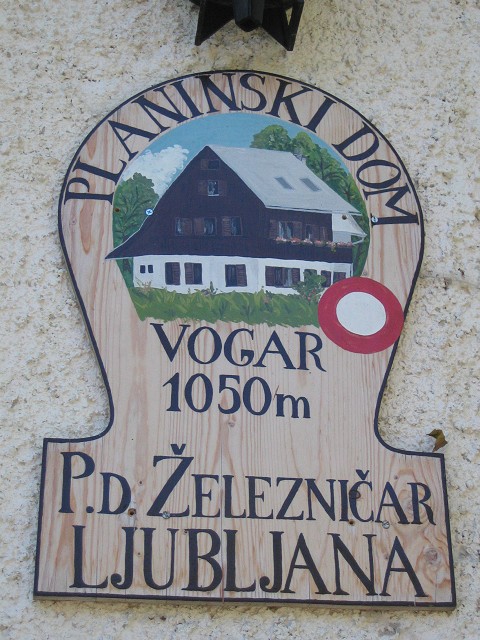 PLANINSKI DOM
VOGAR
1050m
P.D. ŽELEZNIČAR
LJUBLJANA